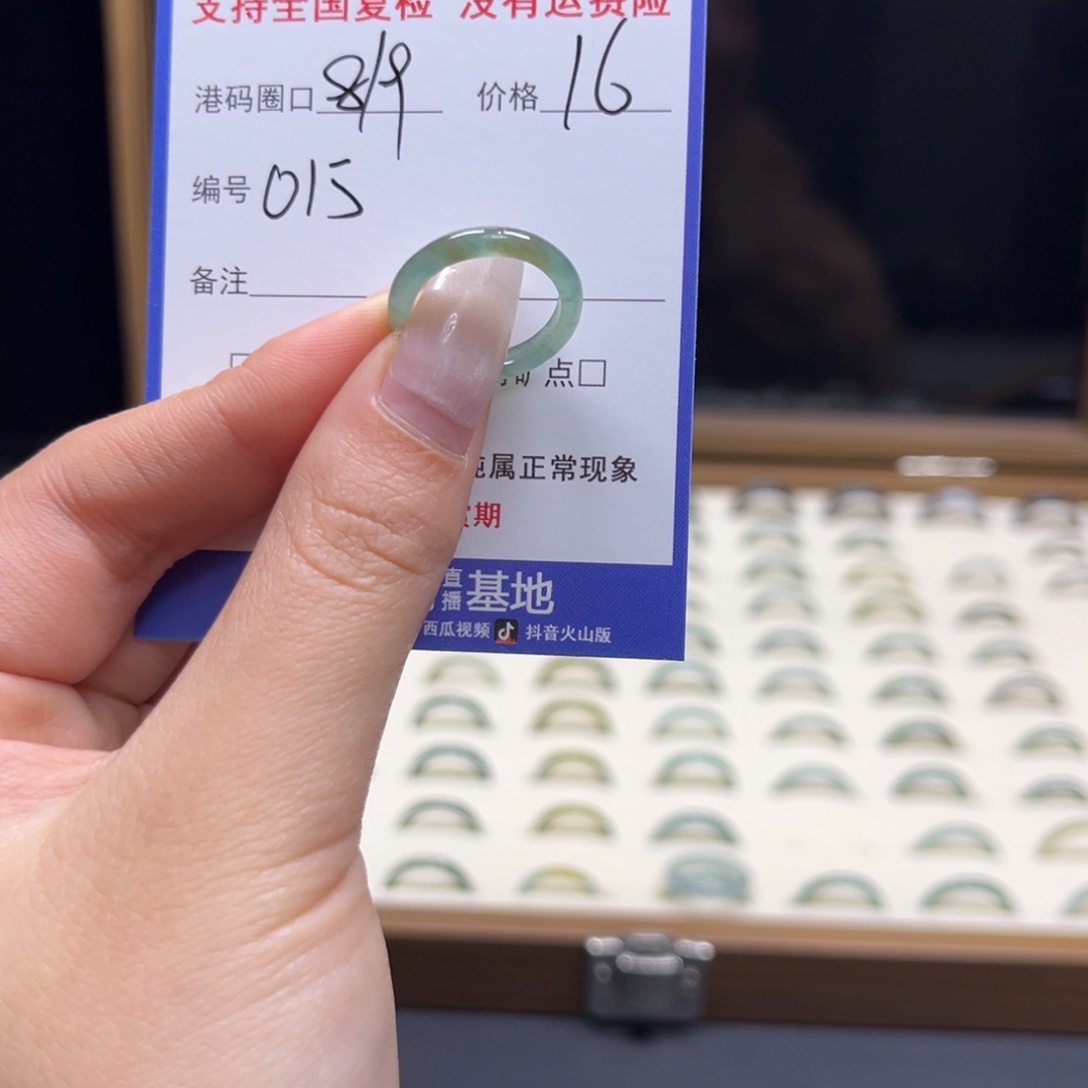 支持全国复检 没有运费险
港码圈口 8/9 价格 16
编号 015
备注
点□
属正常现象
期
直播基地
西瓜视频 抖音火山版